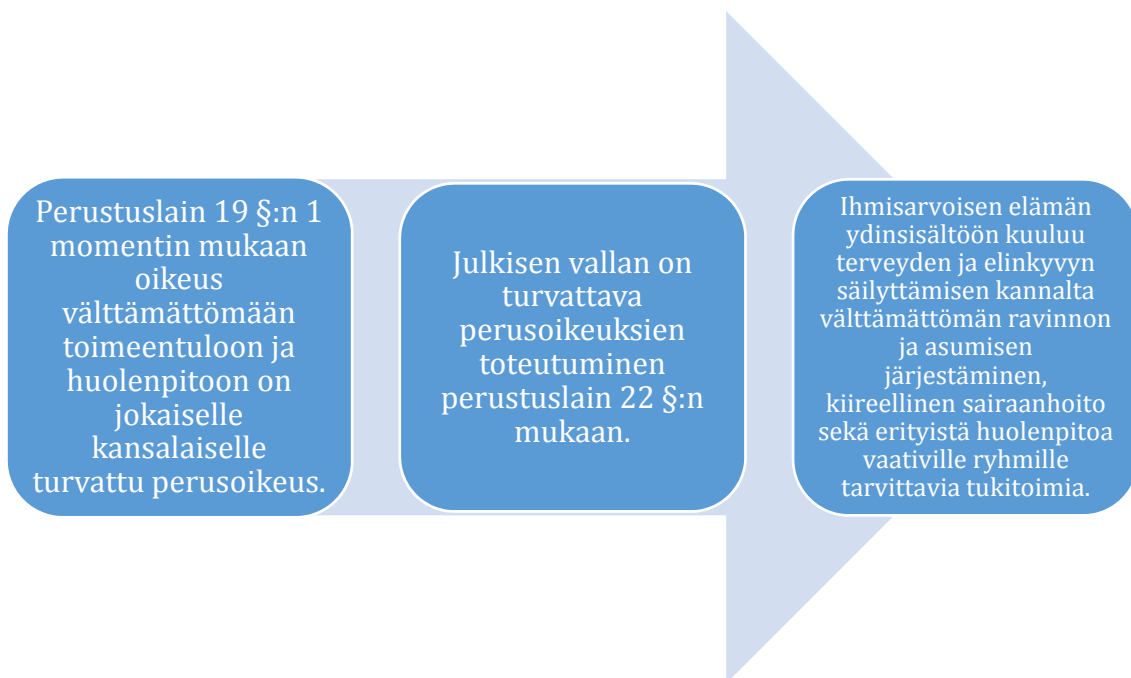 Perustuslain 19 §:n 1
momentin mukaan
oikeus
välttämättömään
toimeentuloon ja
huolenpitoon on
jokaiselle
kansalaiselle
turvattu perusoikeus.
Julkisen vallan on
turvattava
perusoikeuksien
toteutuminen
perustuslain 22 §:n
mukaan.
Ihmisarvoisen elämän
ydinsisältöön kuuluu
terveyden ja elinkyvyn
säilyttämisen kannalta
välttämättömän ravinnon
ja asumisen
järjestäminen,
kiireellinen sairaanhoito
sekä erityistä huolenpitoa
vaativille ryhmille
tarvittavia tukitoimia.